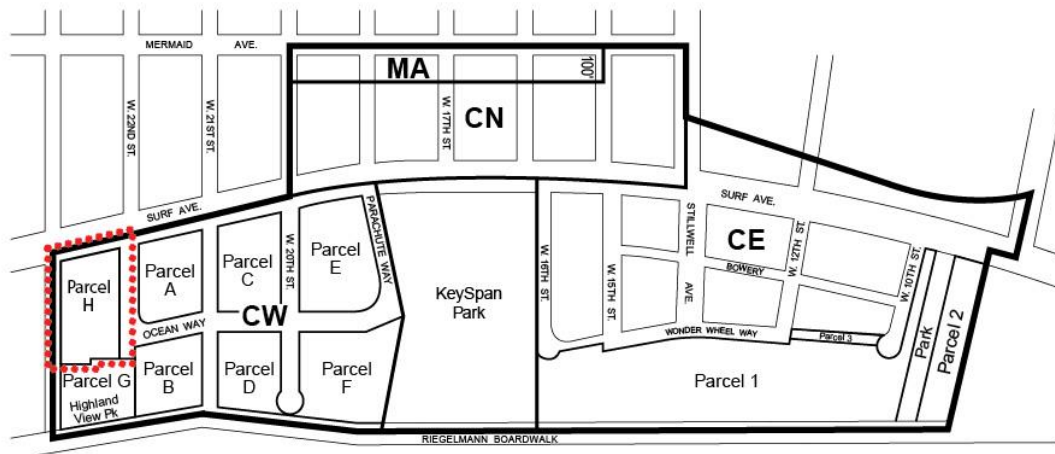 MERMAID AVE.
MA
100'
CN
W. 22ND ST.
W. 21ST ST.
W. 17TH ST.
SURF AVE.
SURF AVE.
PARACHUTE WAY
STILLWELL
AVE.
W. 12TH ST.
CE
BOWERY
W. 20TH ST.
Parcel
E
Parcel
C
Parcel
A
Parcel
H
W. 16TH ST.
W. 15TH ST.
W. 10TH ST.
KeySpan
Park
CW
OCEAN WAY
WONDER WHEEL WAY
Parcel 3
Park
Parcel 2
Parcel G
Highland
View Pk
Parcel
B
Parcel
D
Parcel
F
Parcel 1
RIEGELMANN BOARDWALK